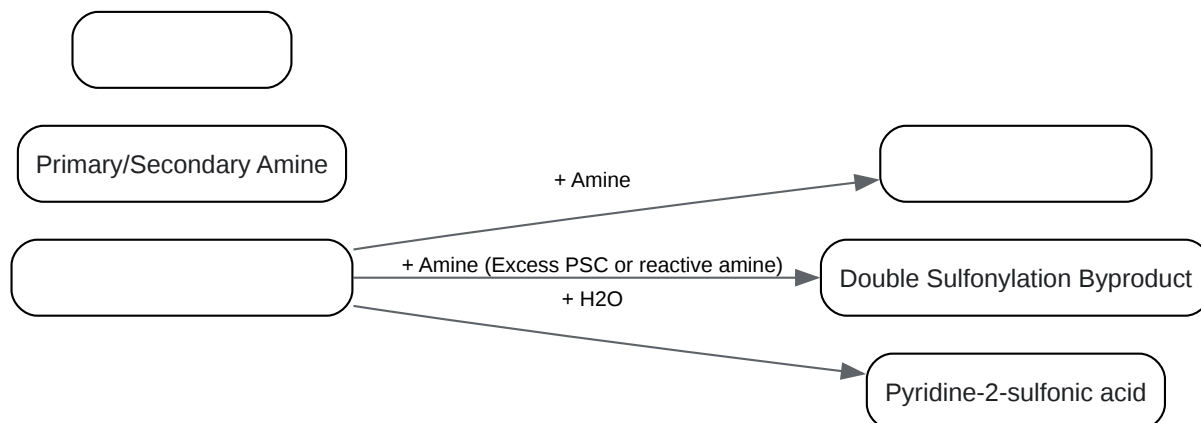 Primary/Secondary Amine
+ Amine
+ Amine (Excess PSC or reactive amine)
Double Sulfonylation Byproduct
+ H2O
Pyridine-2-sulfonic acid